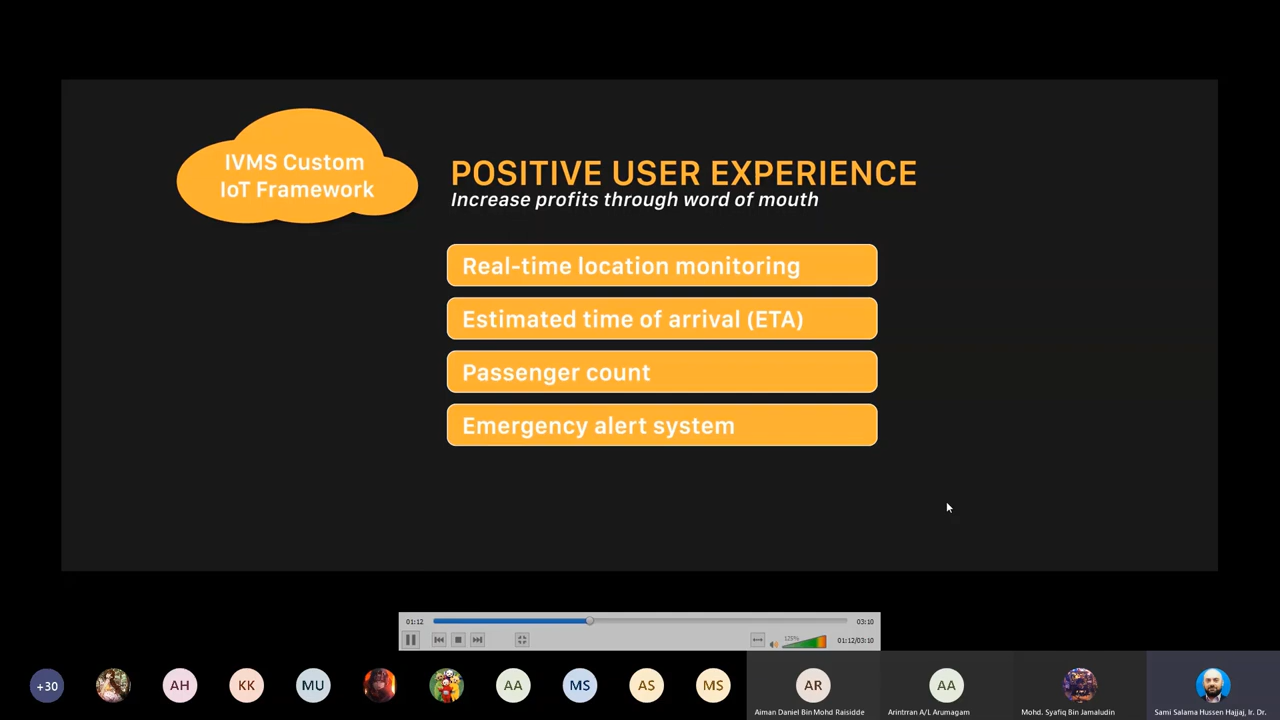 IVMS Custom
IoT Framework
POSITIVE USER EXPERIENCE
Increase profits through word of mouth
Real-time location monitoring
Estimated time of arrival (ETA)
Passenger count
Emergency alert system
01:12
03:10
125%
01:12/03:10
+30
AH
KK
MU
AA
MS
AS
MS
AR
AA
Aiman Daniel Bin Mohd Raisidde
Arintrran A/L Arumagam
Mohd. Syafiq Bin Jamaludin
Sami Salama Hussen Hajjaj, Ir. Dr.